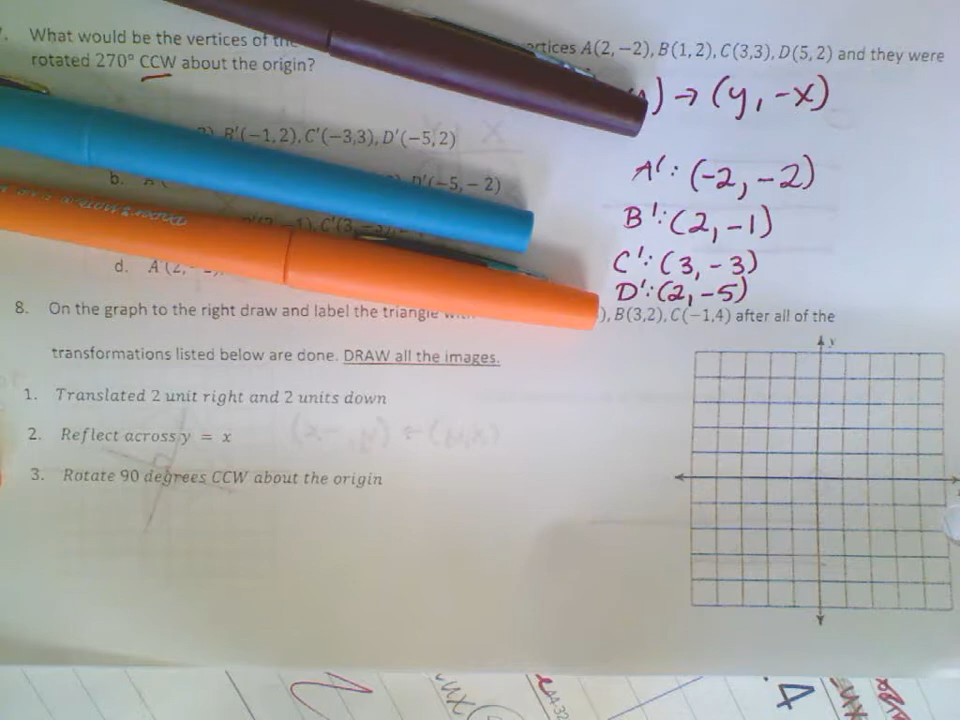 . What would be the vertices of the
rtices A(2, −2), B(1, 2), C(3,3), D(5, 2) and they were
rotated 270° CCW about the origin?
) → (y, -x)
B′(−1, 2), C′(−3,3), D′(−5, 2)
A': (-2, -2)
b. D′(−5, − 2)
B': (2, -1)
C′(3,
C': (3, -3)
d. A′(2,
D': (2, -5)
8. On the graph to the right draw and label the triangle
), B(3,2), C(−1,4) after all of the
transformations listed below are done. DRAW all the images.
y
1. Translated 2 unit right and 2 units down
2. Reflect across y = x
3. Rotate 90 degrees CCW about the origin